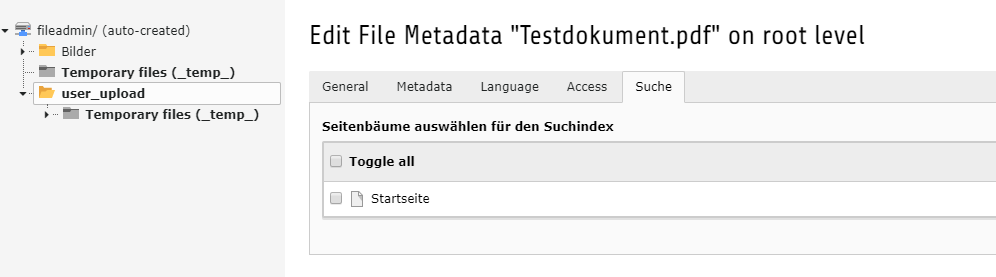 fileadmin/ (auto-created)
Bilder
Temporary files (_temp_)
user_upload
Temporary files (_temp_)
Edit File Metadata "Testdokument.pdf" on root level
General Metadata Language Access Suche
Seitenbäume auswählen für den Suchindex
Toggle all
Startseite